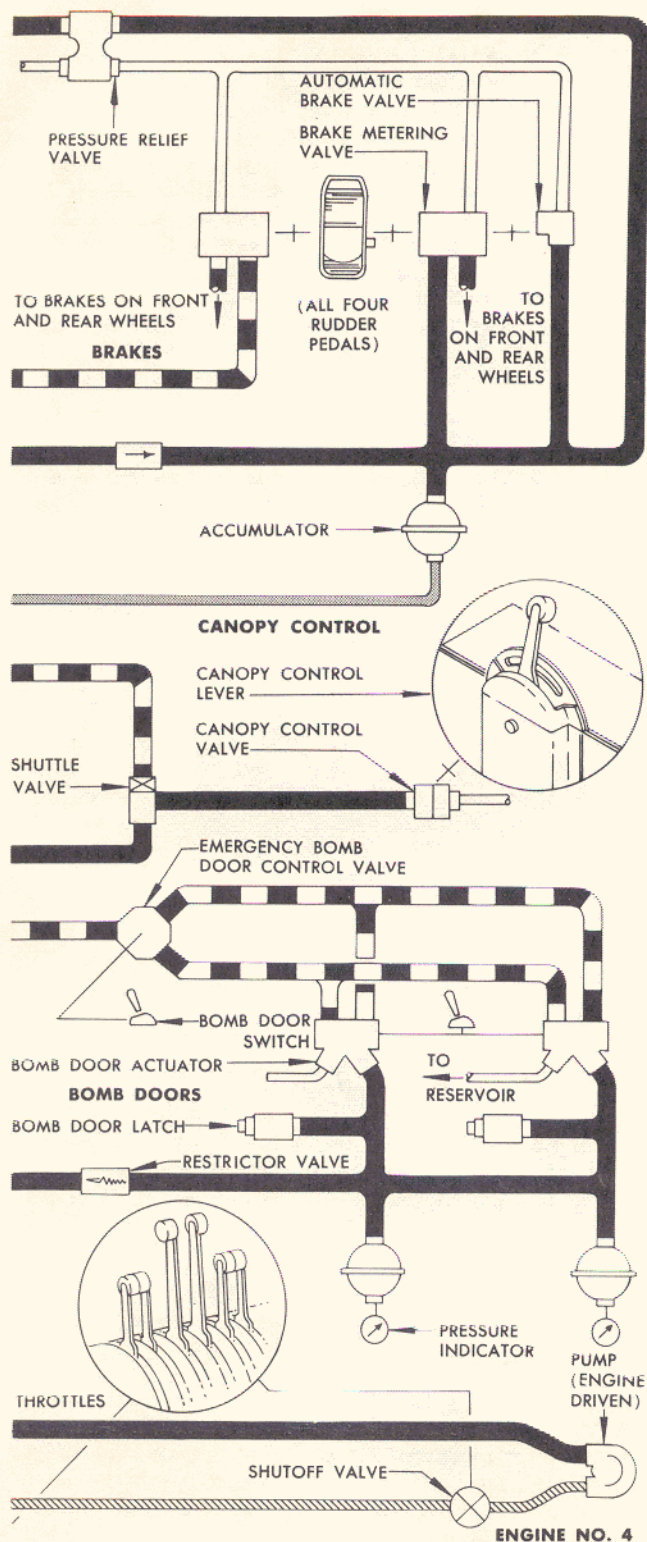 AUTOMATIC
BRAKE VALVE
PRESSURE RELIEF
VALVE
BRAKE METERING
VALVE
TO BRAKES ON FRONT
AND REAR WHEELS
BRAKES
(ALL FOUR
RUDDER
PEDALS)
TO
BRAKES
ON FRONT
AND REAR
WHEELS
ACCUMULATOR
CANOPY CONTROL
CANOPY CONTROL
LEVER
CANOPY CONTROL
VALVE
SHUTTLE
VALVE
EMERGENCY BOMB
DOOR CONTROL VALVE
BOMB DOOR
SWITCH
BOMB DOOR ACTUATOR
TO
RESERVOIR
BOMB DOORS
BOMB DOOR LATCH
RESTRICTOR VALVE
PRESSURE
INDICATOR
PUMP
(ENGINE
DRIVEN)
THROTTLES
SHUTOFF VALVE
ENGINE NO. 4